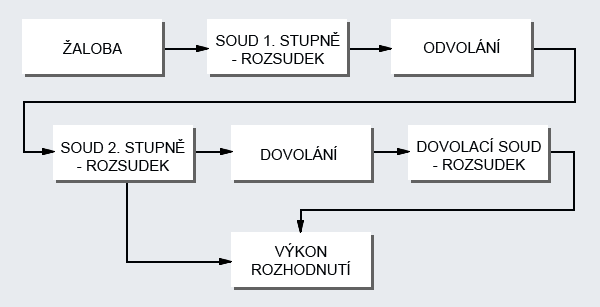 ŽALOBA
SOUD 1. STUPNĚ
- ROZSUDEK
ODVOLÁNÍ
SOUD 2. STUPNĚ
- ROZSUDEK
DOVOLÁNÍ
DOVOLACÍ SOUD
- ROZSUDEK
VÝKON
ROZHODNUTÍ